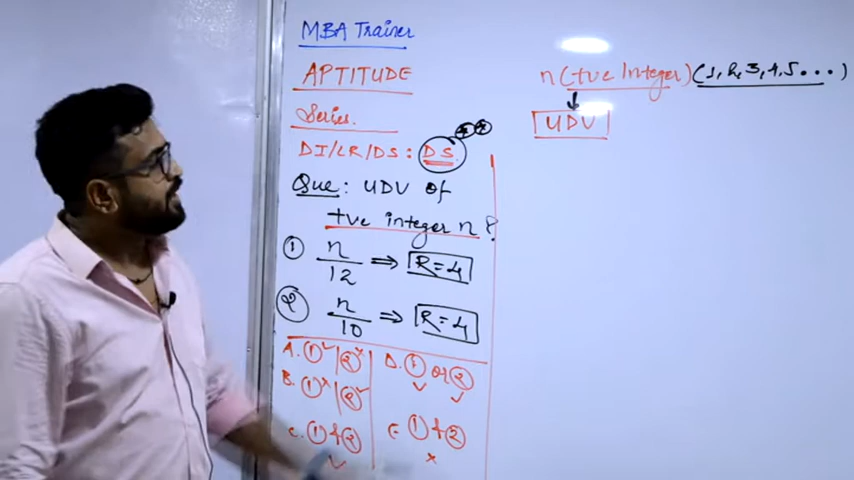 MBA Trainer
APTITUDE
Series.
DI/LR/DS: DS
Que: UDV of
+ve integer n?
① n/12 ⇒ R=4
② n/10 ⇒ R=4
A. ①✓ | ②×
B. ①× | ②✓
C. ① & ② ✓
D. ① or ② ✓ ✓
E ① & ② ×
n (+ve Integer) (1, 2, 3, 4, 5...)
↓
UDV